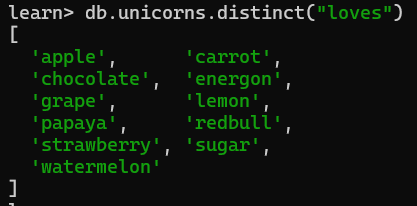 learn> db.unicorns.distinct("loves")
[
  'apple',      'carrot',
  'chocolate',  'energon',
  'grape',      'lemon',
  'papaya',     'redbull',
  'strawberry', 'sugar',
  'watermelon'
]